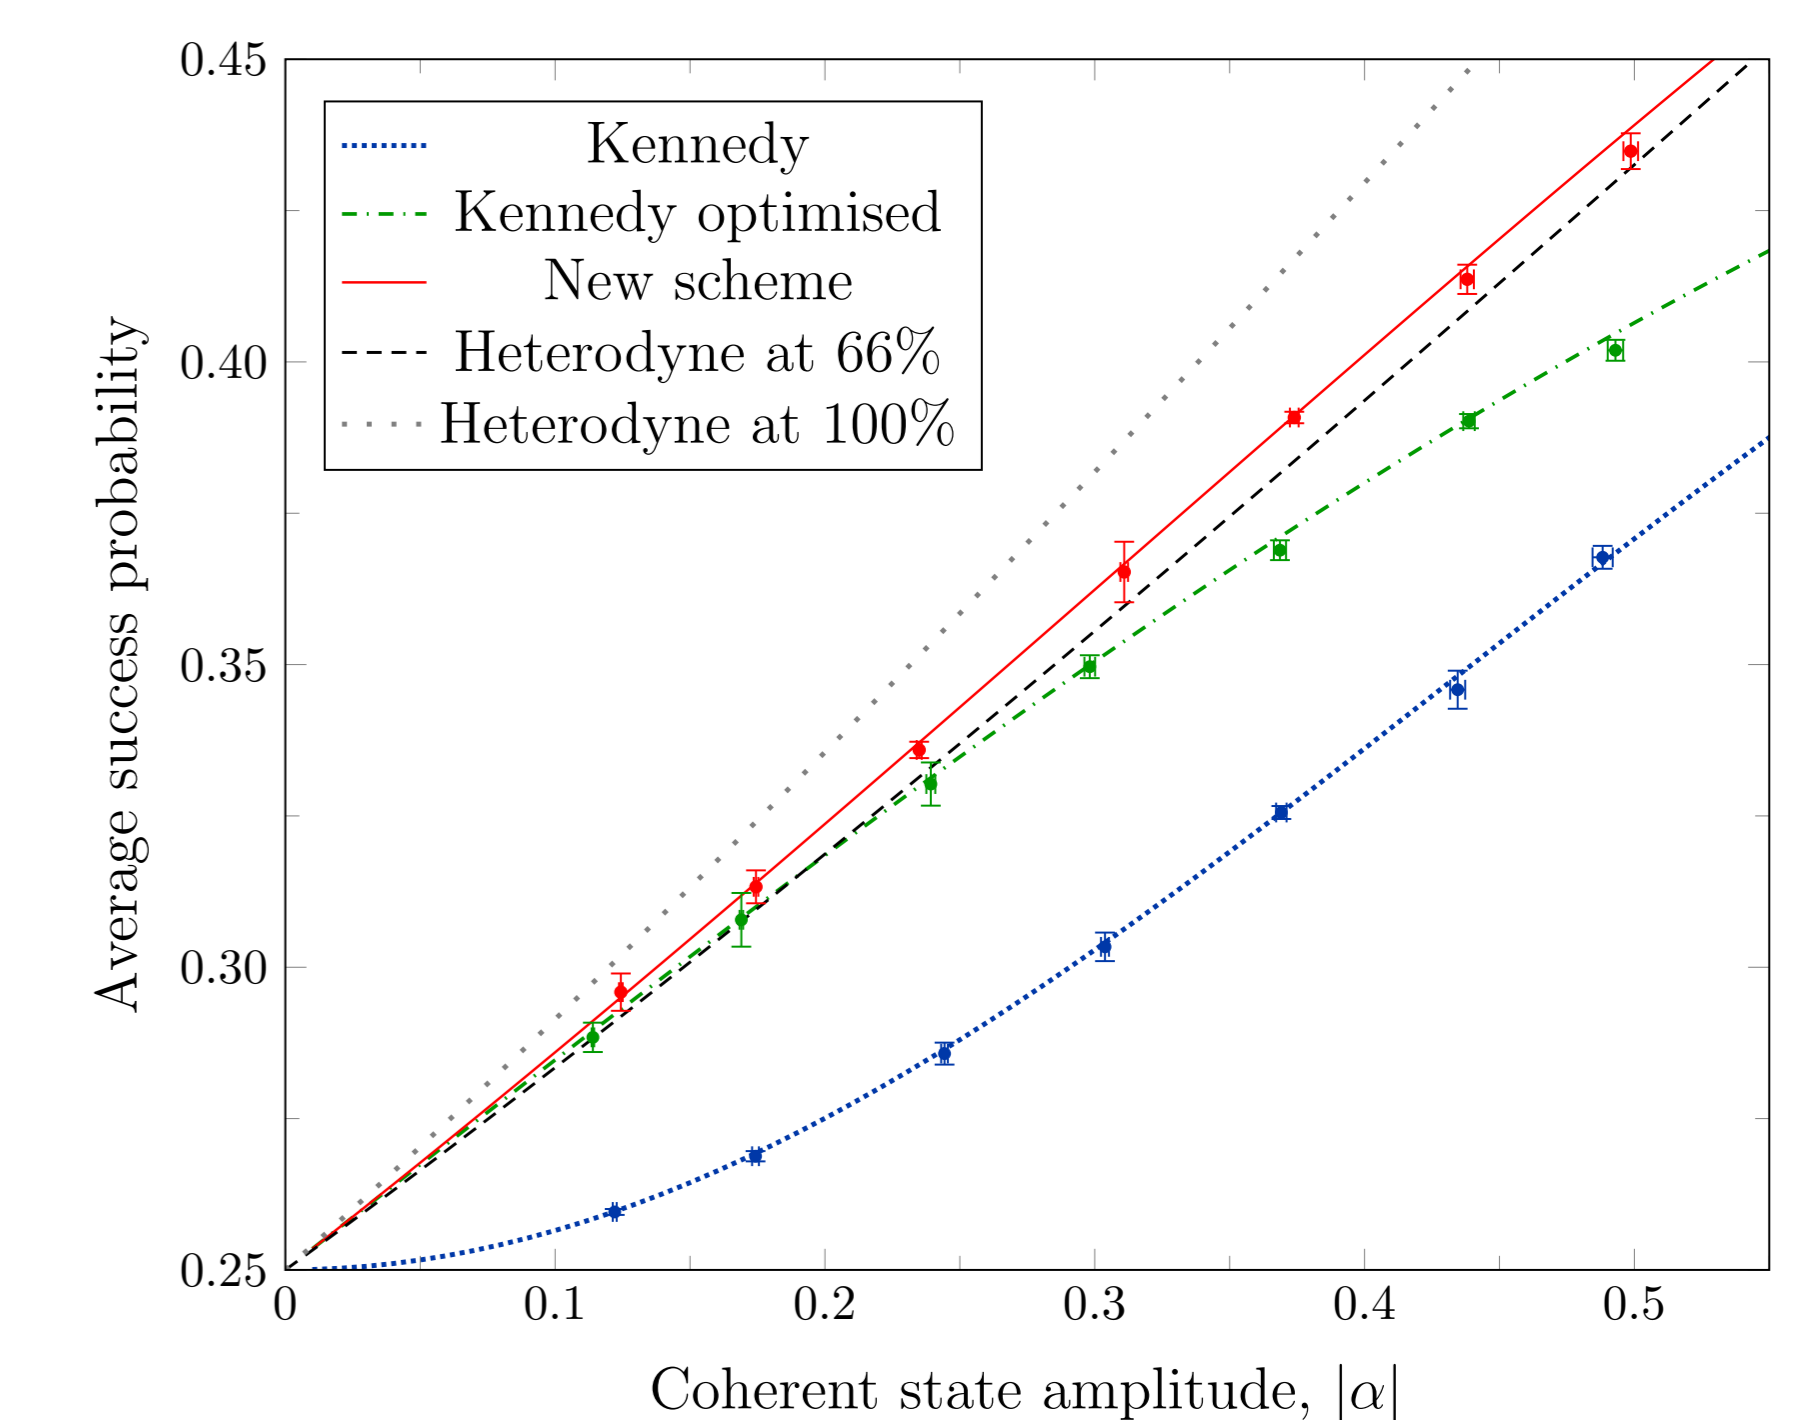 0.45
0.40
0.35
0.30
0.25
Average success probability
Kennedy
Kennedy optimised
New scheme
Heterodyne at 66%
Heterodyne at 100%
0 0.1 0.2 0.3 0.4 0.5
Coherent state amplitude, |α|